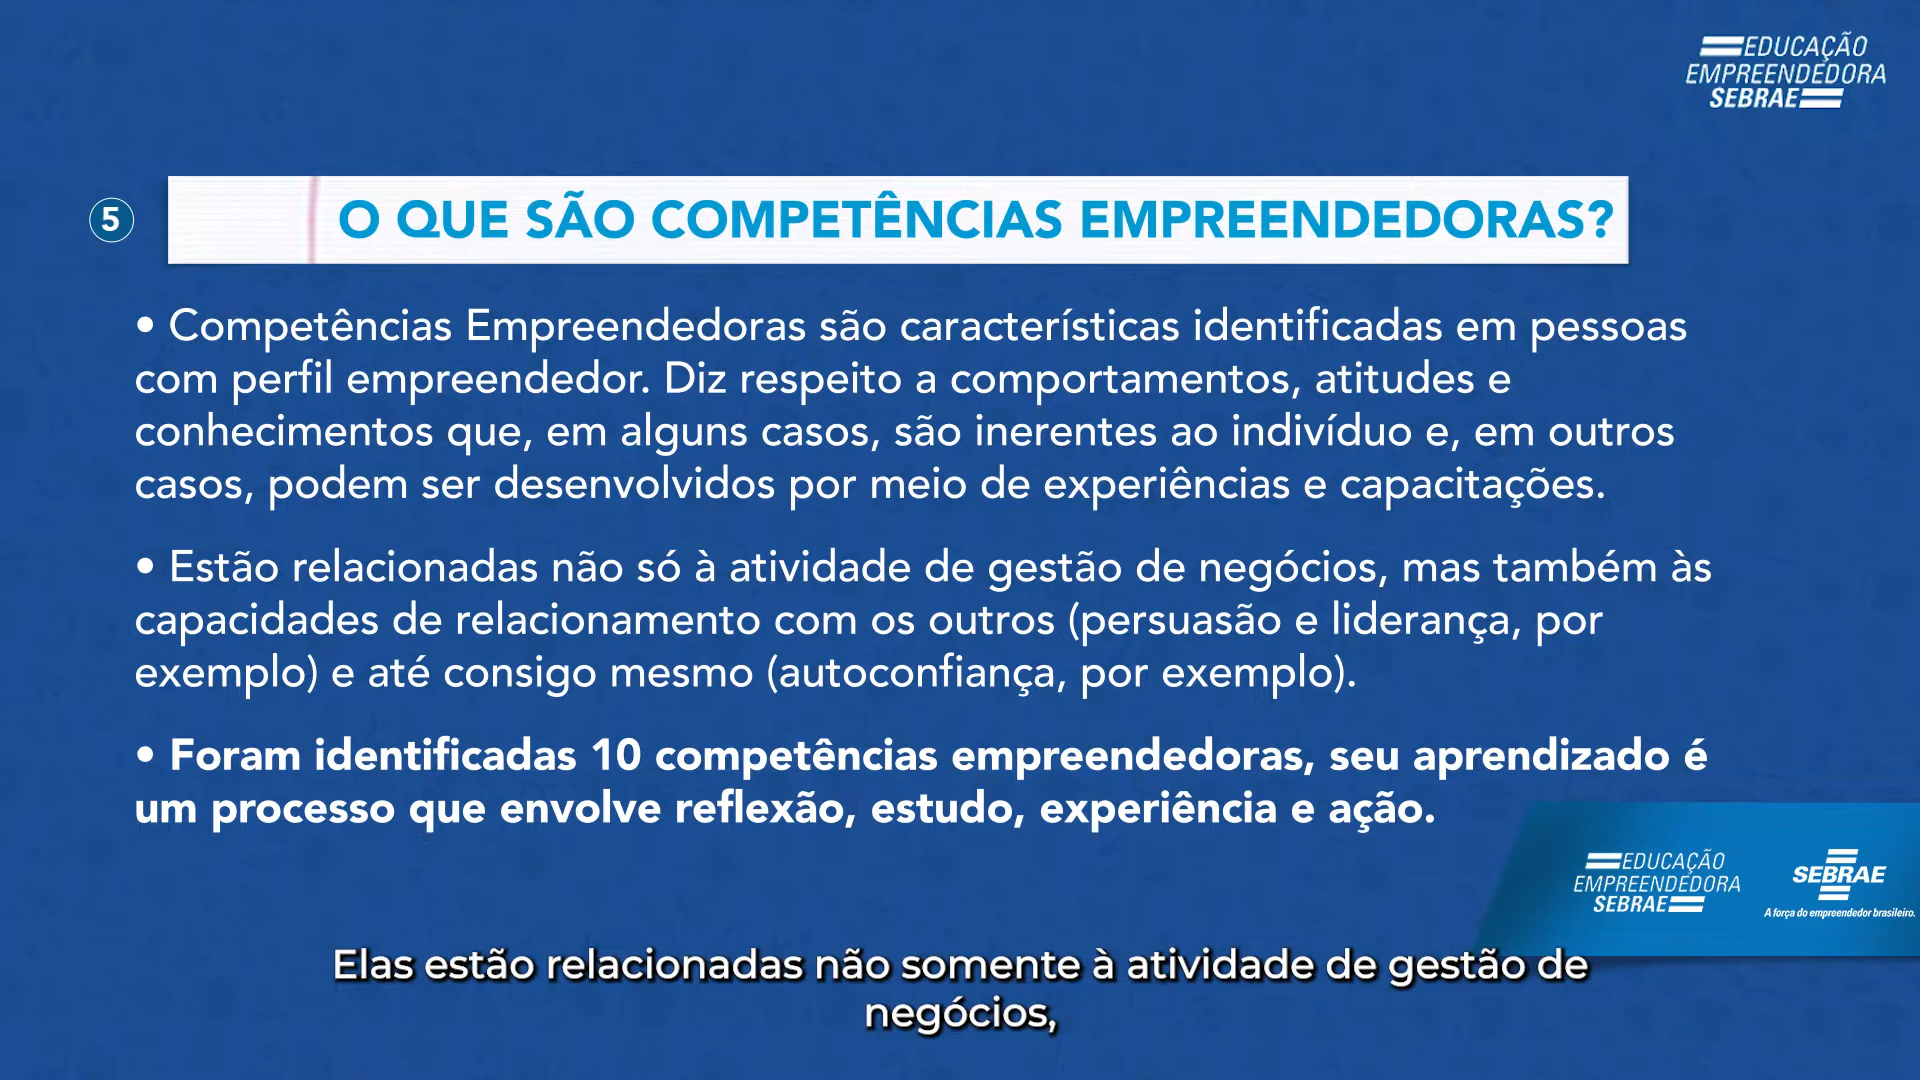 EDUCAÇÃO
EMPREENDEDORA
SEBRAE
5
O QUE SÃO COMPETÊNCIAS EMPREENDEDORAS?
• Competências Empreendedoras são características identificadas em pessoas
com perfil empreendedor. Diz respeito a comportamentos, atitudes e
conhecimentos que, em alguns casos, são inerentes ao indivíduo e, em outros
casos, podem ser desenvolvidos por meio de experiências e capacitações.
• Estão relacionadas não só à atividade de gestão de negócios, mas também às
capacidades de relacionamento com os outros (persuasão e liderança, por
exemplo) e até consigo mesmo (autoconfiança, por exemplo).
• Foram identificadas 10 competências empreendedoras, seu aprendizado é
um processo que envolve reflexão, estudo, experiência e ação.
EDUCAÇÃO
EMPREENDEDORA
SEBRAE
SEBRAE
A força do empreendedor brasileiro.
Elas estão relacionadas não somente à atividade de gestão de
negócios,